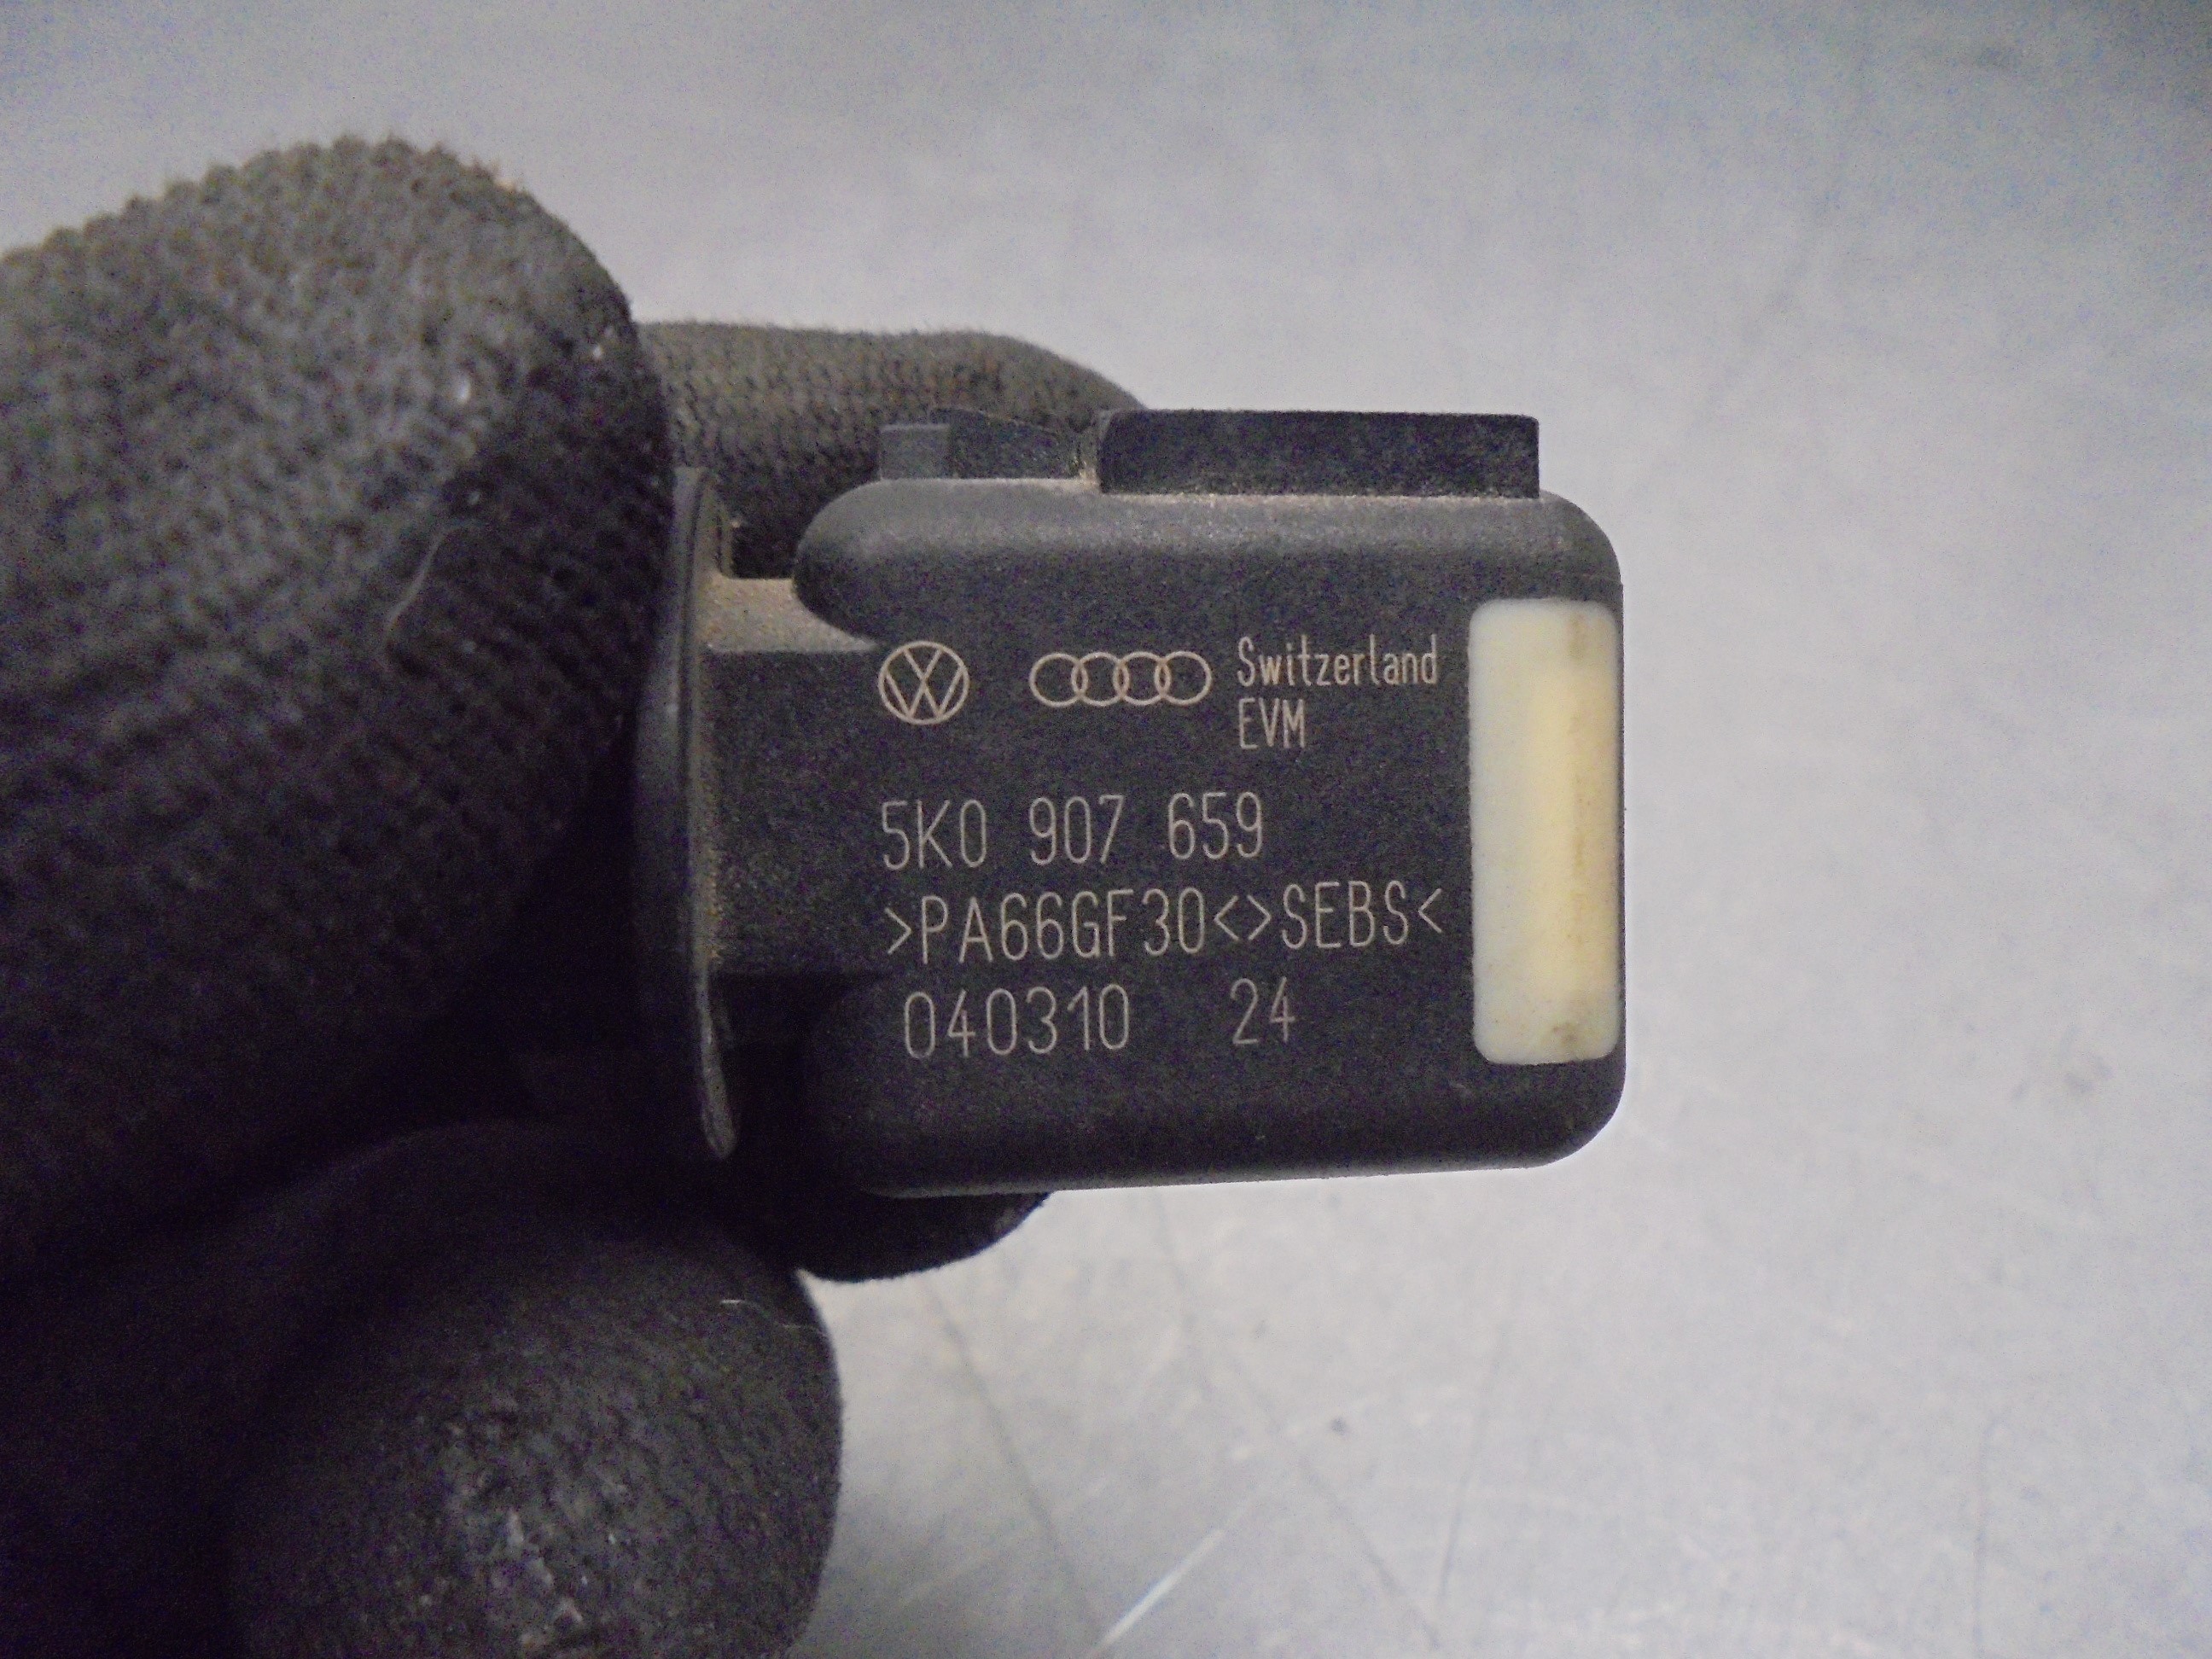 Switzerland
EVM
5K0 907 659
>PA66GF30<>SEBS<
040310 24